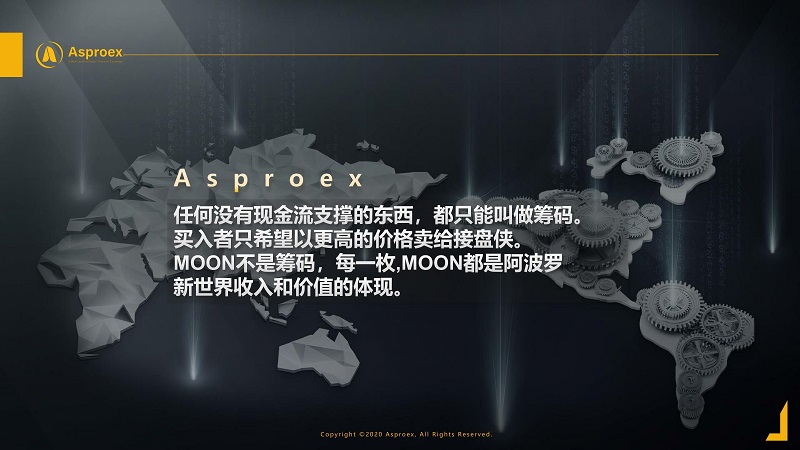 Asproex
Asproex
任何没有现金流支撑的东西，都只能叫做筹码。
买入者只希望以更高的价格卖给接盘侠。
MOON不是筹码，每一枚,MOON都是阿波罗
新世界收入和价值的体现。
Copyright ©2020 Asproex, All Rights Reserved.